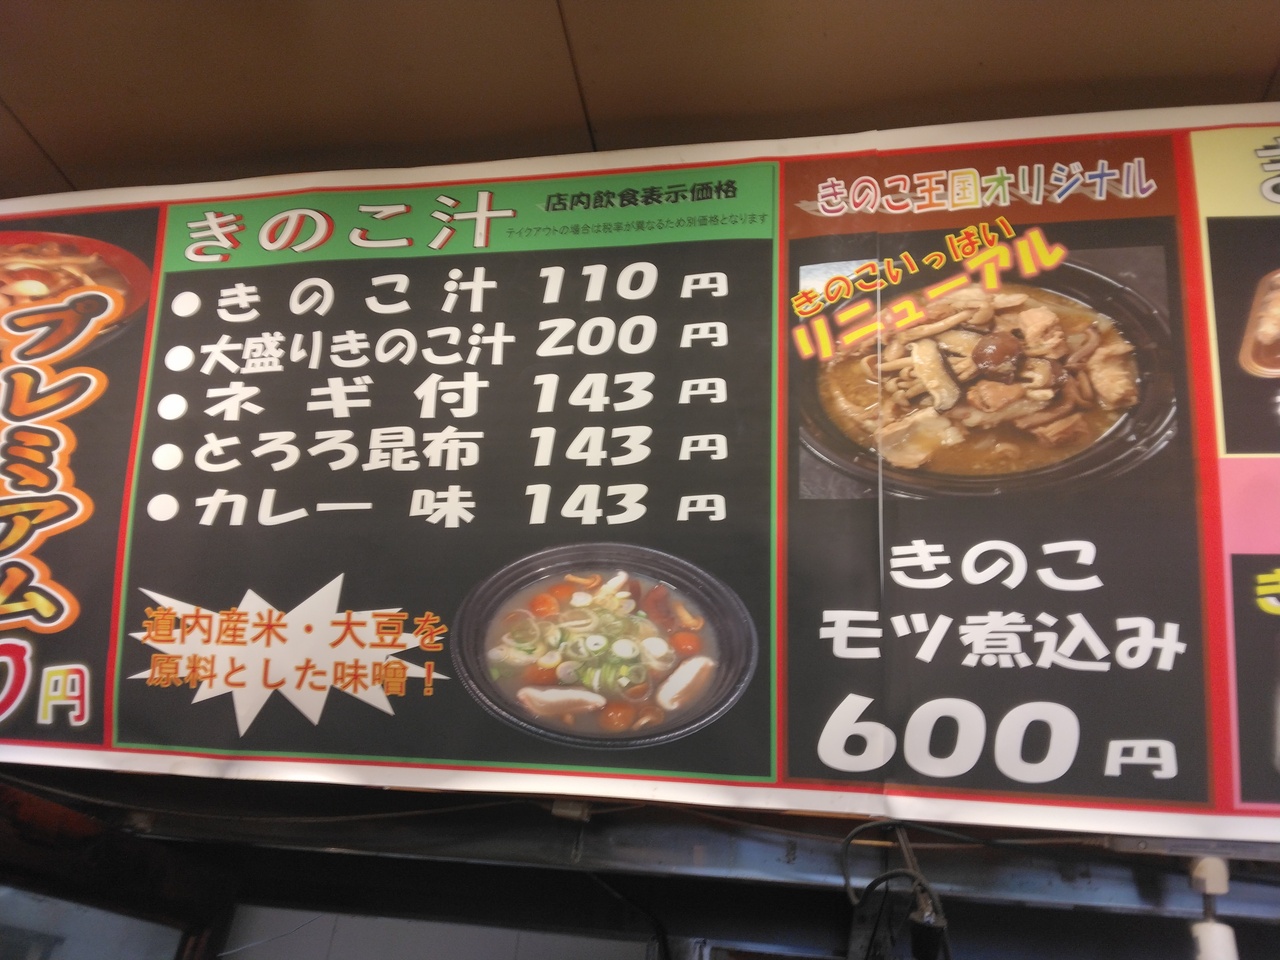 プレミアム
0円
きのこ汁
店内飲食表示価格
テイクアウトの場合は税率が異なるため別価格となります
●きのこ汁 110円
●大盛りきのこ汁 200円
●ネギ付 143円
●とろろ昆布 143円
●カレー味 143円
道内産米・大豆を
原料とした味噌！
きのこ王国オリジナル
きのこいっぱい
リニューアル
きのこ
モツ煮込み
600円